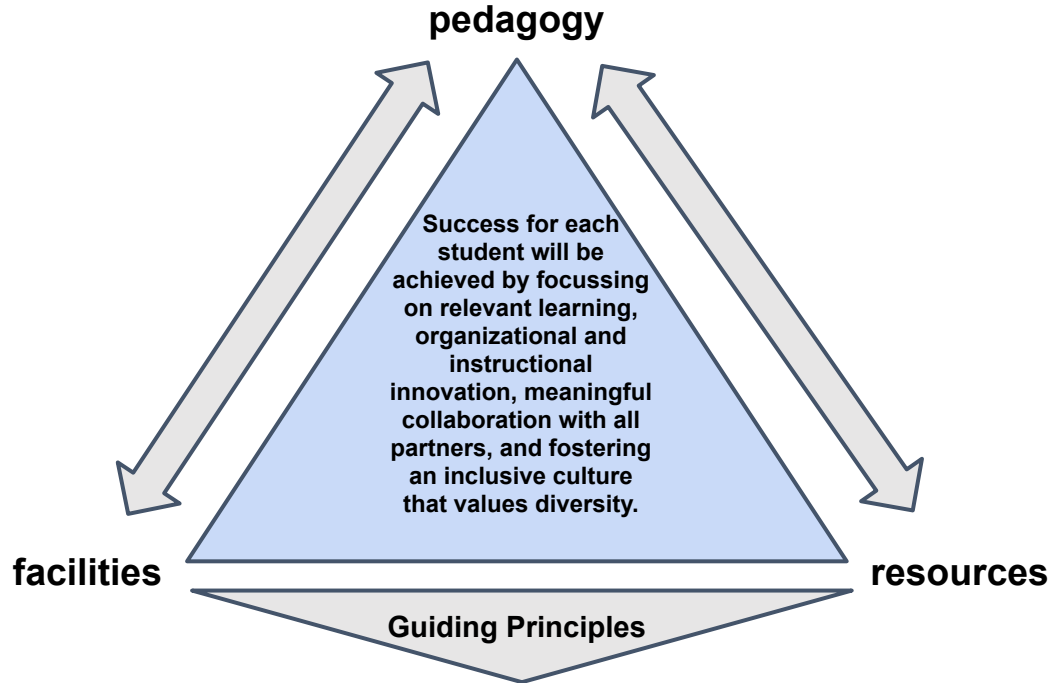 pedagogy
Success for each
student will be
achieved by focussing
on relevant learning,
organizational and
instructional
innovation, meaningful
collaboration with all
partners, and fostering
an inclusive culture
that values diversity.
facilities
resources
Guiding Principles